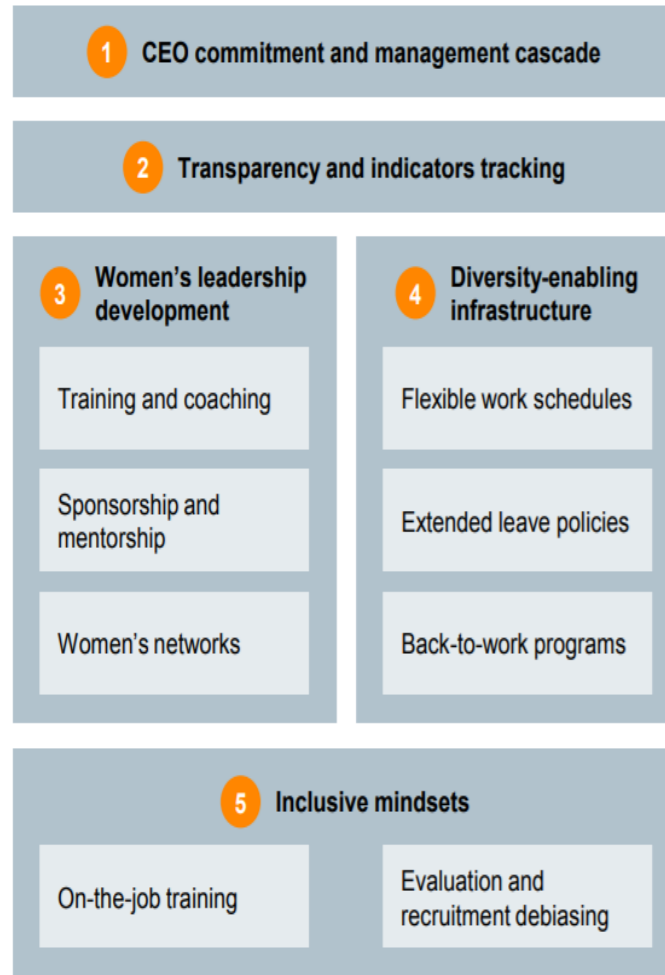 1 CEO commitment and management cascade
2 Transparency and indicators tracking
3 Women’s leadership
development
Training and coaching
Sponsorship and
mentorship
Women’s networks
4 Diversity-enabling
infrastructure
Flexible work schedules
Extended leave policies
Back-to-work programs
5 Inclusive mindsets
On-the-job training
Evaluation and
recruitment debiasing